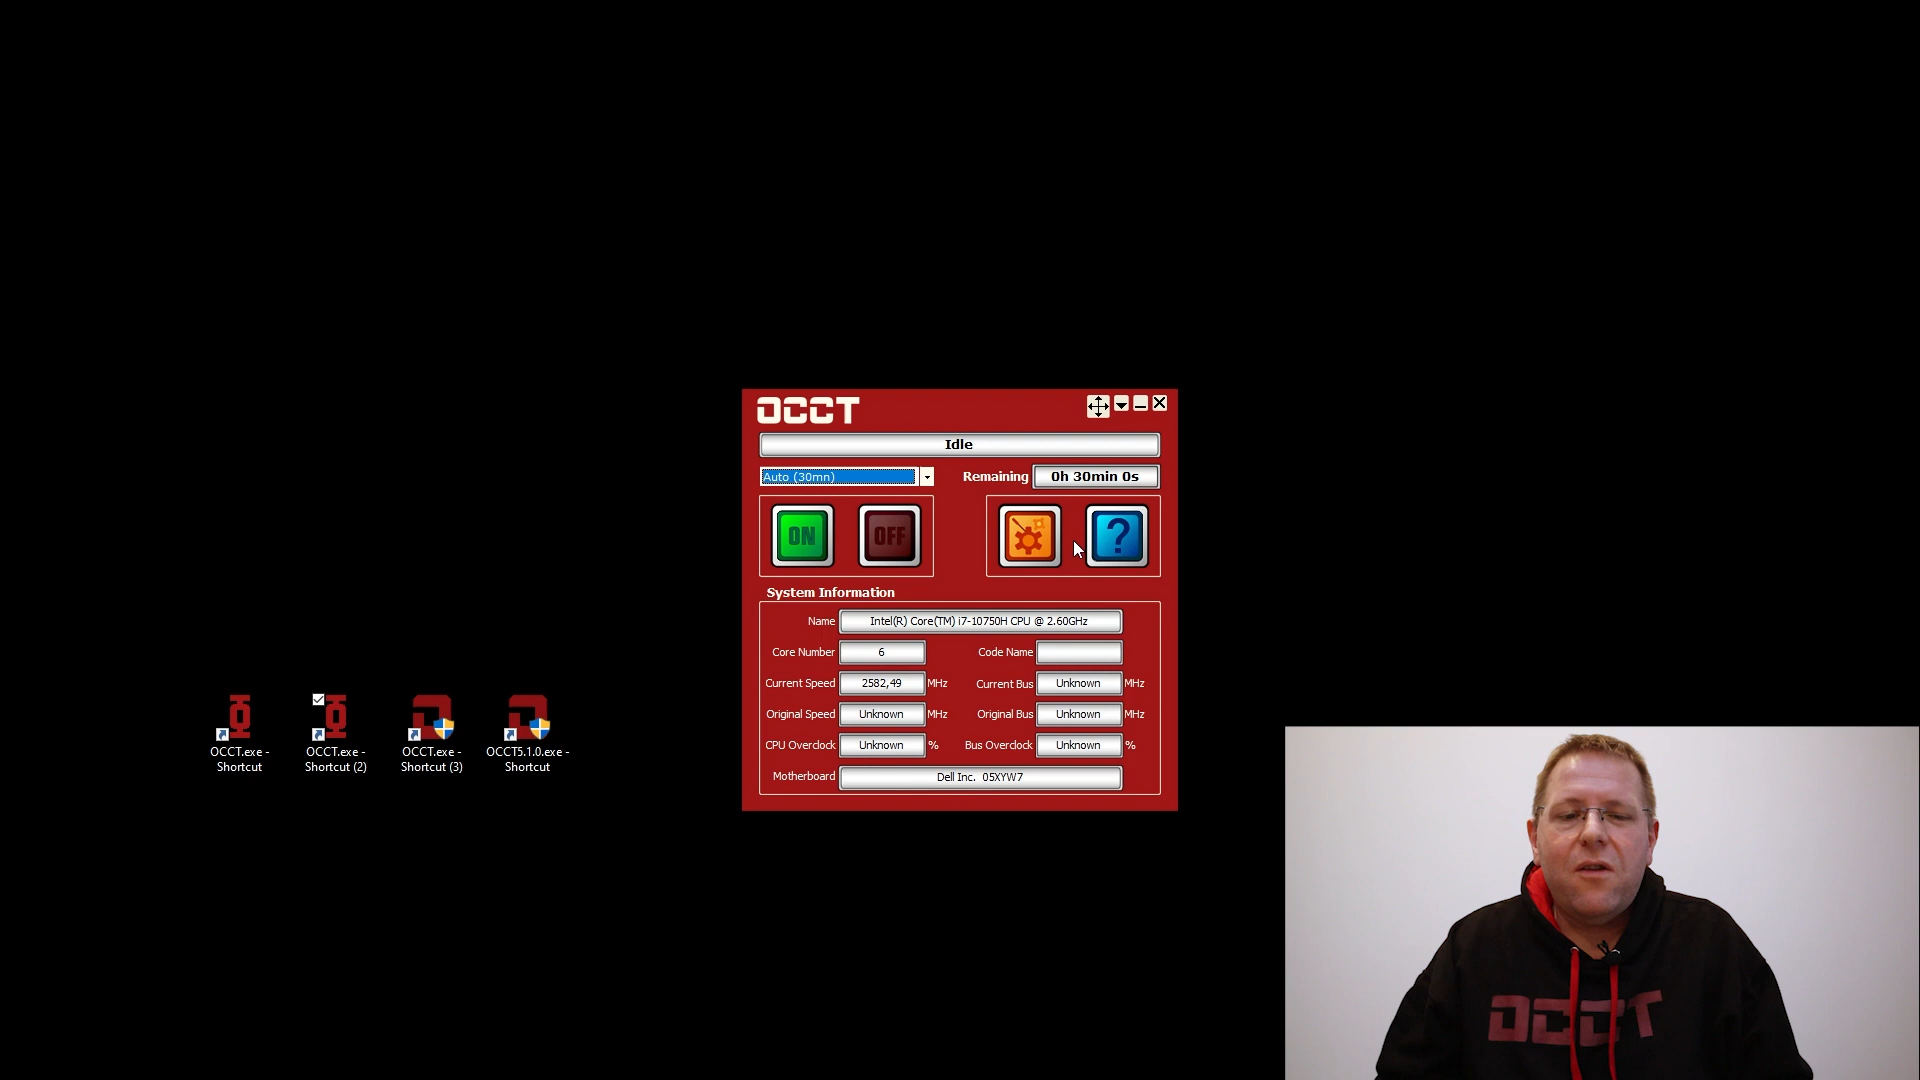 OCCT
Idle
Auto (30mn)
Remaining
0h 30min 0s
ON
OFF
?
System Information
Name
Intel(R) Core(TM) i7-10750H CPU @ 2.60GHz
Core Number
6
Code Name
Current Speed
2582,49
MHz
Current Bus
Unknown
MHz
Original Speed
Unknown
MHz
Original Bus
Unknown
MHz
CPU Overclock
Unknown
%
Bus Overclock
Unknown
%
Motherboard
Dell Inc. 05XYW7
OCCT.exe -
Shortcut
OCCT.exe -
Shortcut (2)
OCCT.exe -
Shortcut (3)
OCCT5.1.0.exe -
Shortcut
OCCT